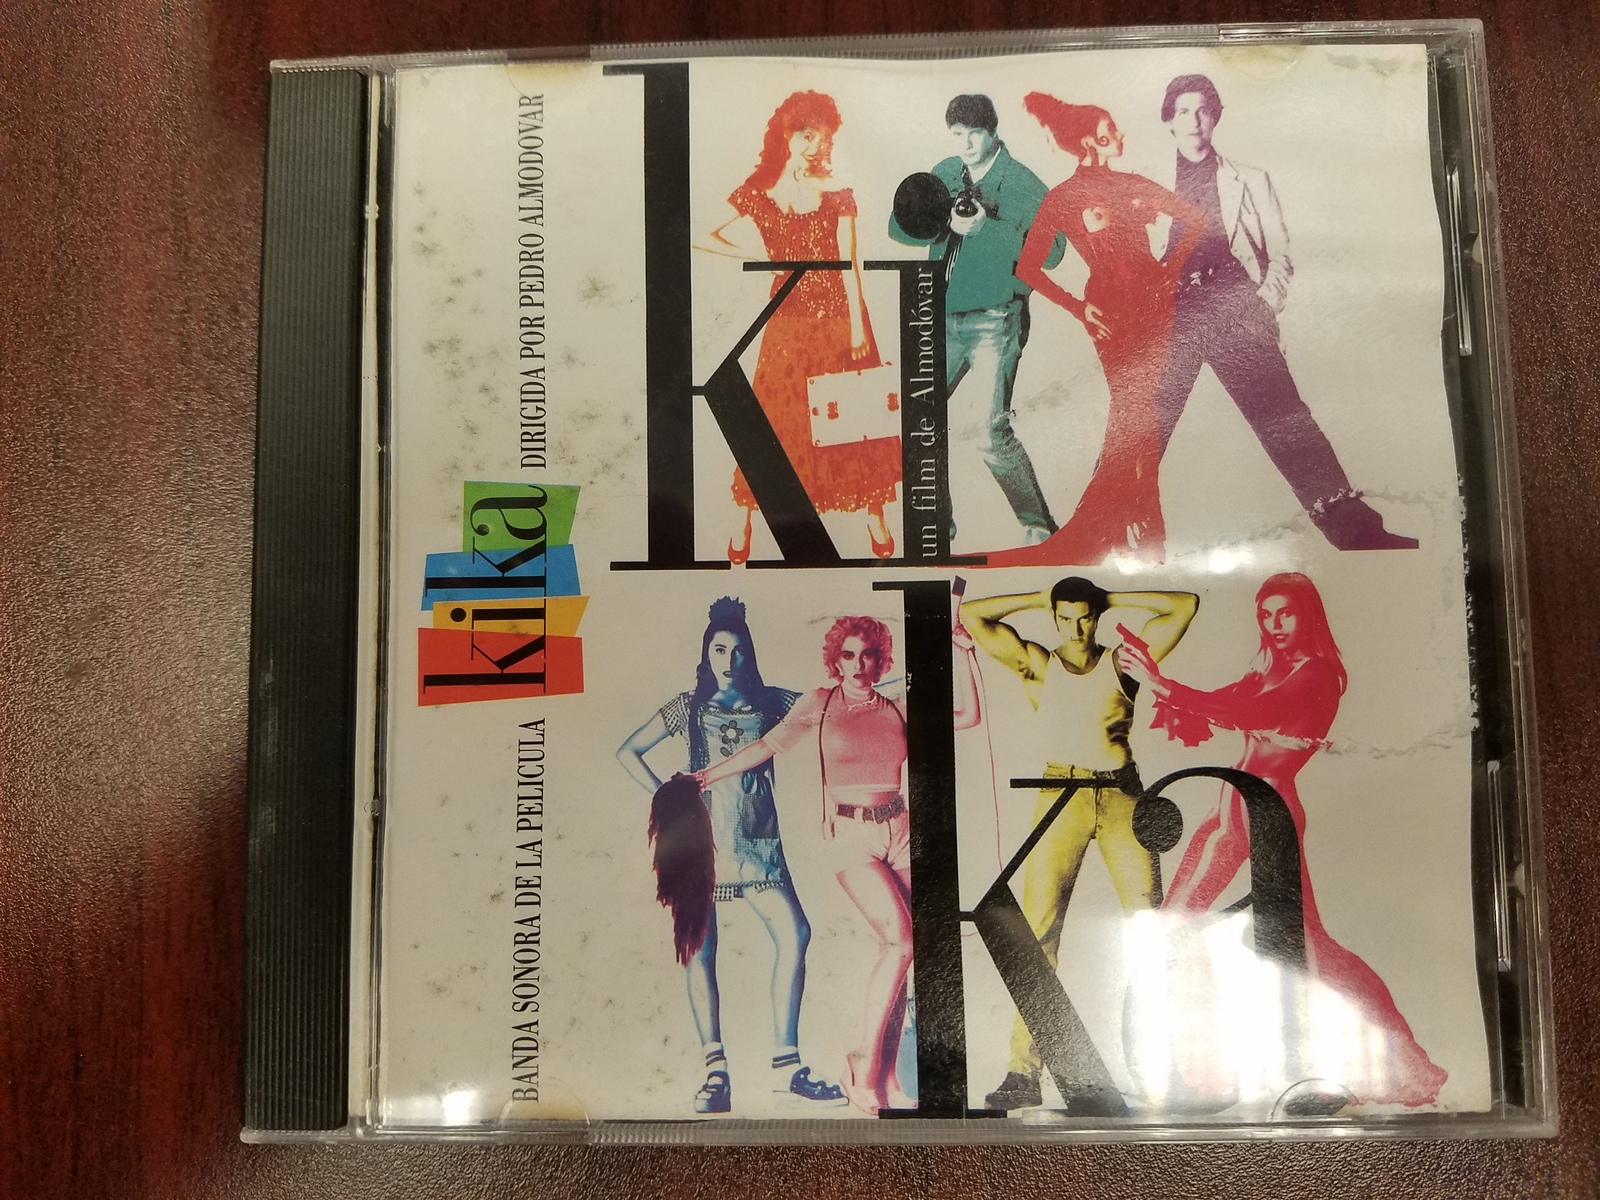 BANDA SONORA DE LA PELICULA kika DIRIGIDA POR PEDRO ALMODOVAR
ki
un film de Almodóvar
ka